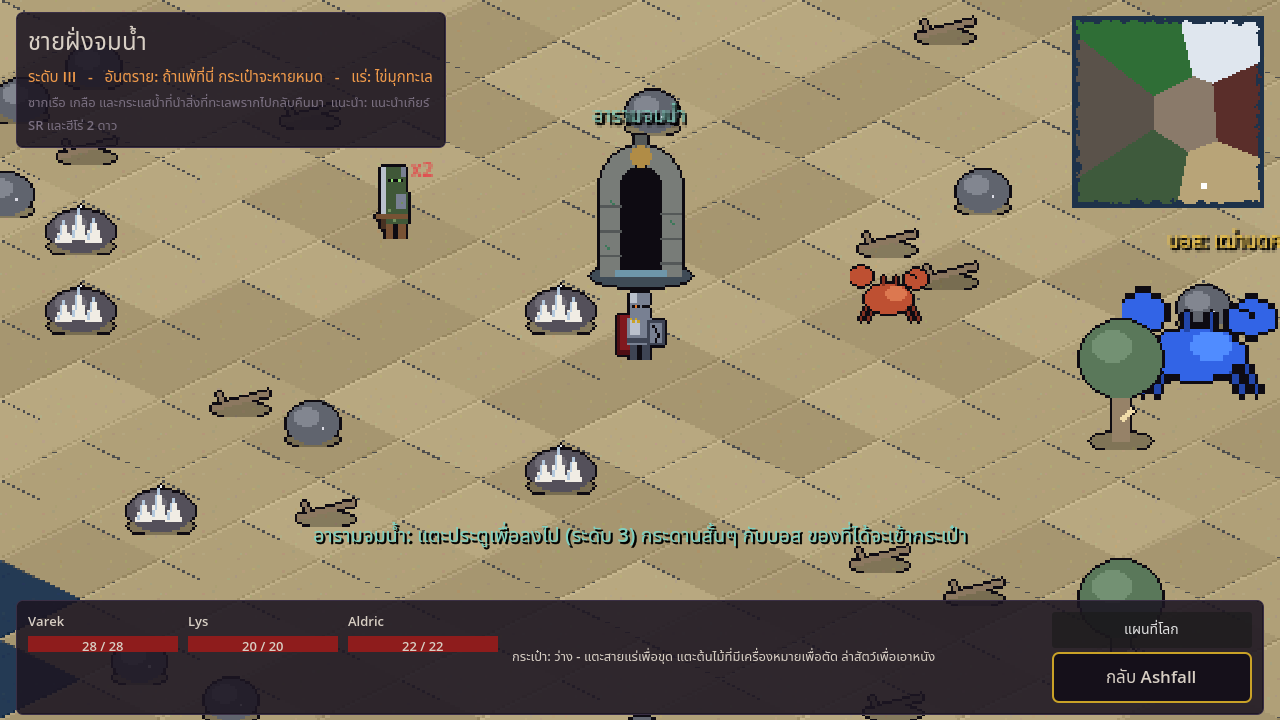 ชายฝั่งจมน้ำ
ระดับ III - อันตราย: ถ้าแพ้ที่นี่ กระเป๋าจะหายหมด - แร่: ไข่มุกทะเล
ซากเรือ เกลือ และกระแสน้ำที่นำสิ่งที่ทะเลพรากไปกลับคืนมา แนะนำ: แนะนำเกียร์
SR และฮีโร่ 2 ดาว
อารามจมน้ำ
x2
อารามจมน้ำ: แตะประตูเพื่อลงไป (ระดับ 3) กระดานสั้นๆ กับบอส ของที่ได้จะเข้ากระเป๋า
Varek
Lys
Aldric
28 / 28
20 / 20
22 / 22
กระเป๋า: ว่าง - แตะสายแร่เพื่อขุด แตะต้นไม้ที่มีเครื่องหมายเพื่อตัด ล่าสัตว์เพื่อเอาหนัง
แผนที่โลก
กลับ Ashfall